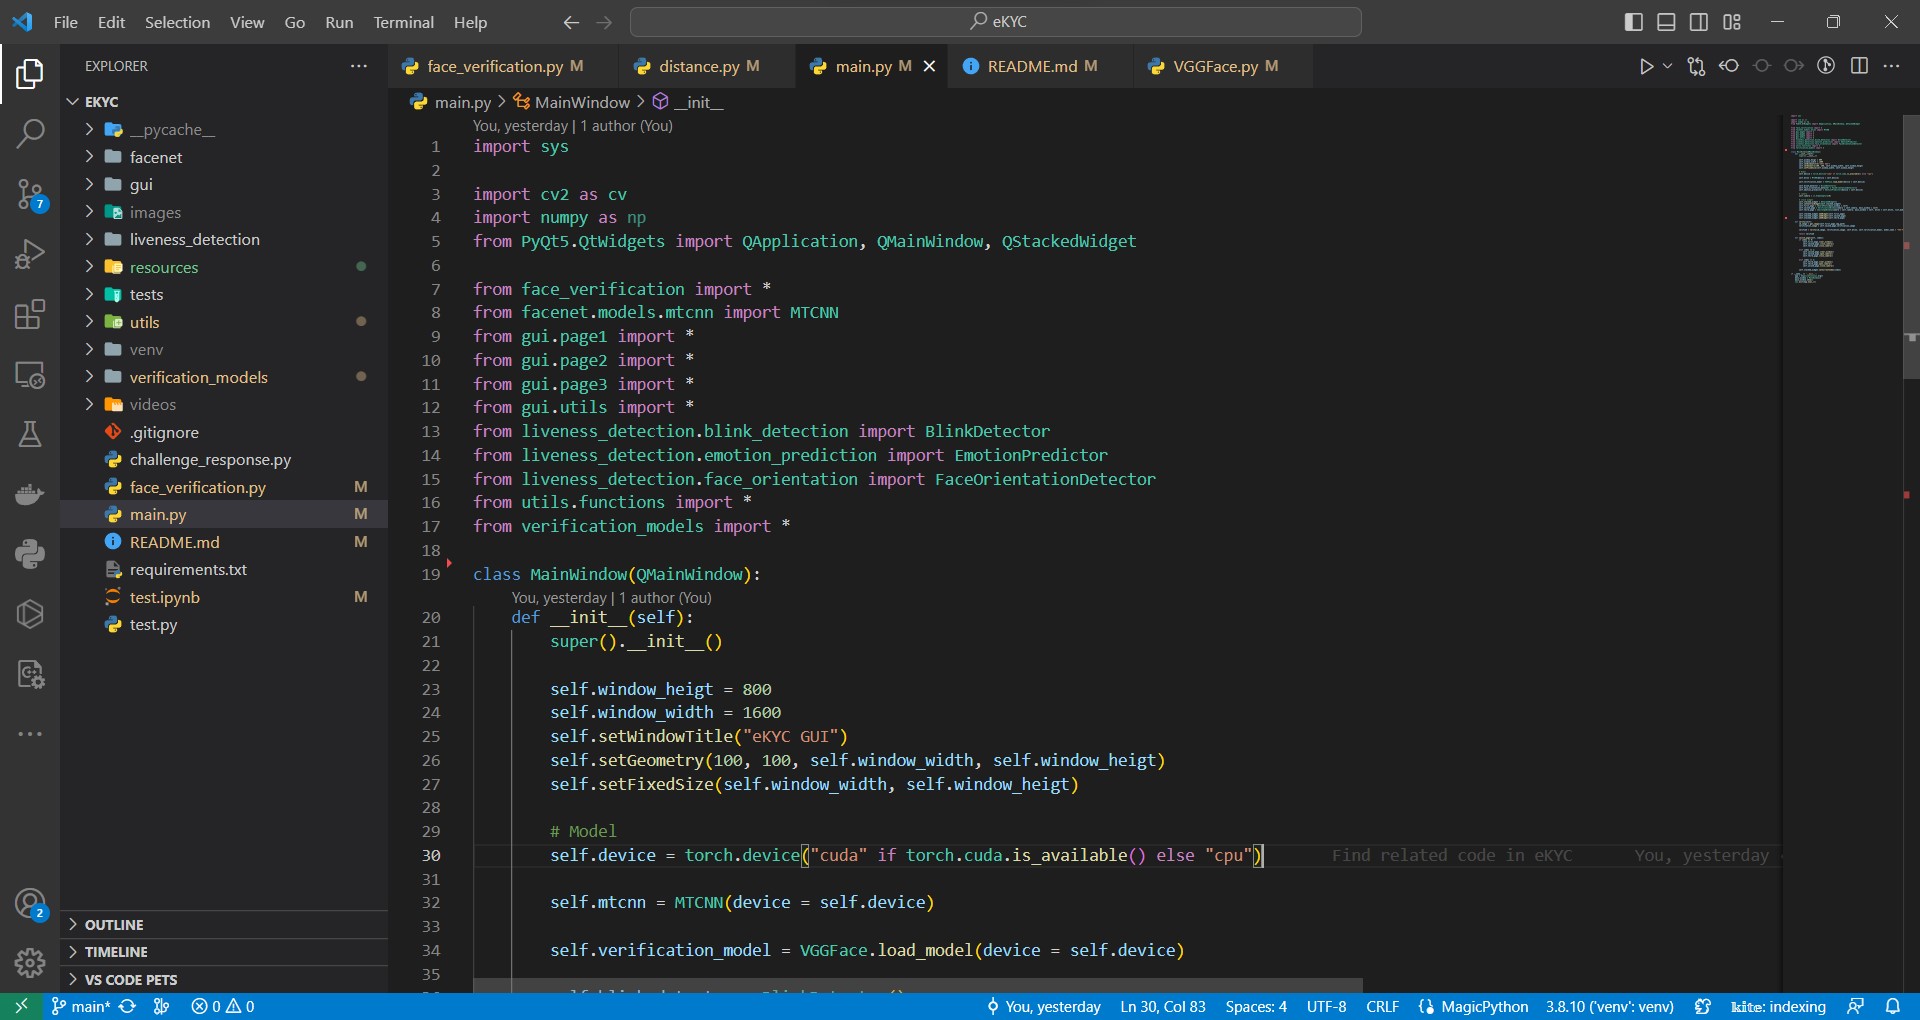 File Edit Selection View Go Run Terminal Help
eKYC
EXPLORER
EKYC
__pycache__
facenet
gui
images
liveness_detection
resources
tests
utils
venv
verification_models
videos
.gitignore
challenge_response.py
face_verification.py M
main.py M
README.md M
requirements.txt
test.ipynb M
test.py
OUTLINE
TIMELINE
VS CODE PETS
7
2
face_verification.py M distance.py M main.py M README.md M VGGFace.py M
main.py > MainWindow > __init__
You, yesterday | 1 author (You)
1 import sys
2
3 import cv2 as cv
4 import numpy as np
5 from PyQt5.QtWidgets import QApplication, QMainWindow, QStackedWidget
6
7 from face_verification import *
8 from facenet.models.mtcnn import MTCNN
9 from gui.page1 import *
10 from gui.page2 import *
11 from gui.page3 import *
12 from gui.utils import *
13 from liveness_detection.blink_detection import BlinkDetector
14 from liveness_detection.emotion_prediction import EmotionPredictor
15 from liveness_detection.face_orientation import FaceOrientationDetector
16 from utils.functions import *
17 from verification_models import *
18
19 class MainWindow(QMainWindow):
You, yesterday | 1 author (You)
20 def __init__(self):
21 super().__init__()
22
23 self.window_heigt = 800
24 self.window_width = 1600
25 self.setWindowTitle("eKYC GUI")
26 self.setGeometry(100, 100, self.window_width, self.window_heigt)
27 self.setFixedSize(self.window_width, self.window_heigt)
28
29 # Model
30 self.device = torch.device("cuda" if torch.cuda.is_available() else "cpu") Find related code in eKYC You, yesterday
31
32 self.mtcnn = MTCNN(device = self.device)
33
34 self.verification_model = VGGFace.load_model(device = self.device)
35
main* 0 0 You, yesterday Ln 30, Col 83 Spaces: 4 UTF-8 CRLF MagicPython 3.8.10 ('venv': venv) kite: indexing